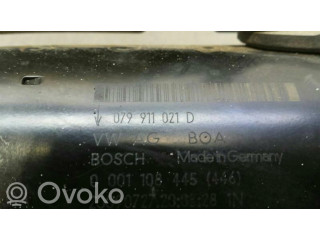 079 911 021 D
VW AG BOA
BOSCH Made in Germany
0 001 108 445 (446)
OVOKO